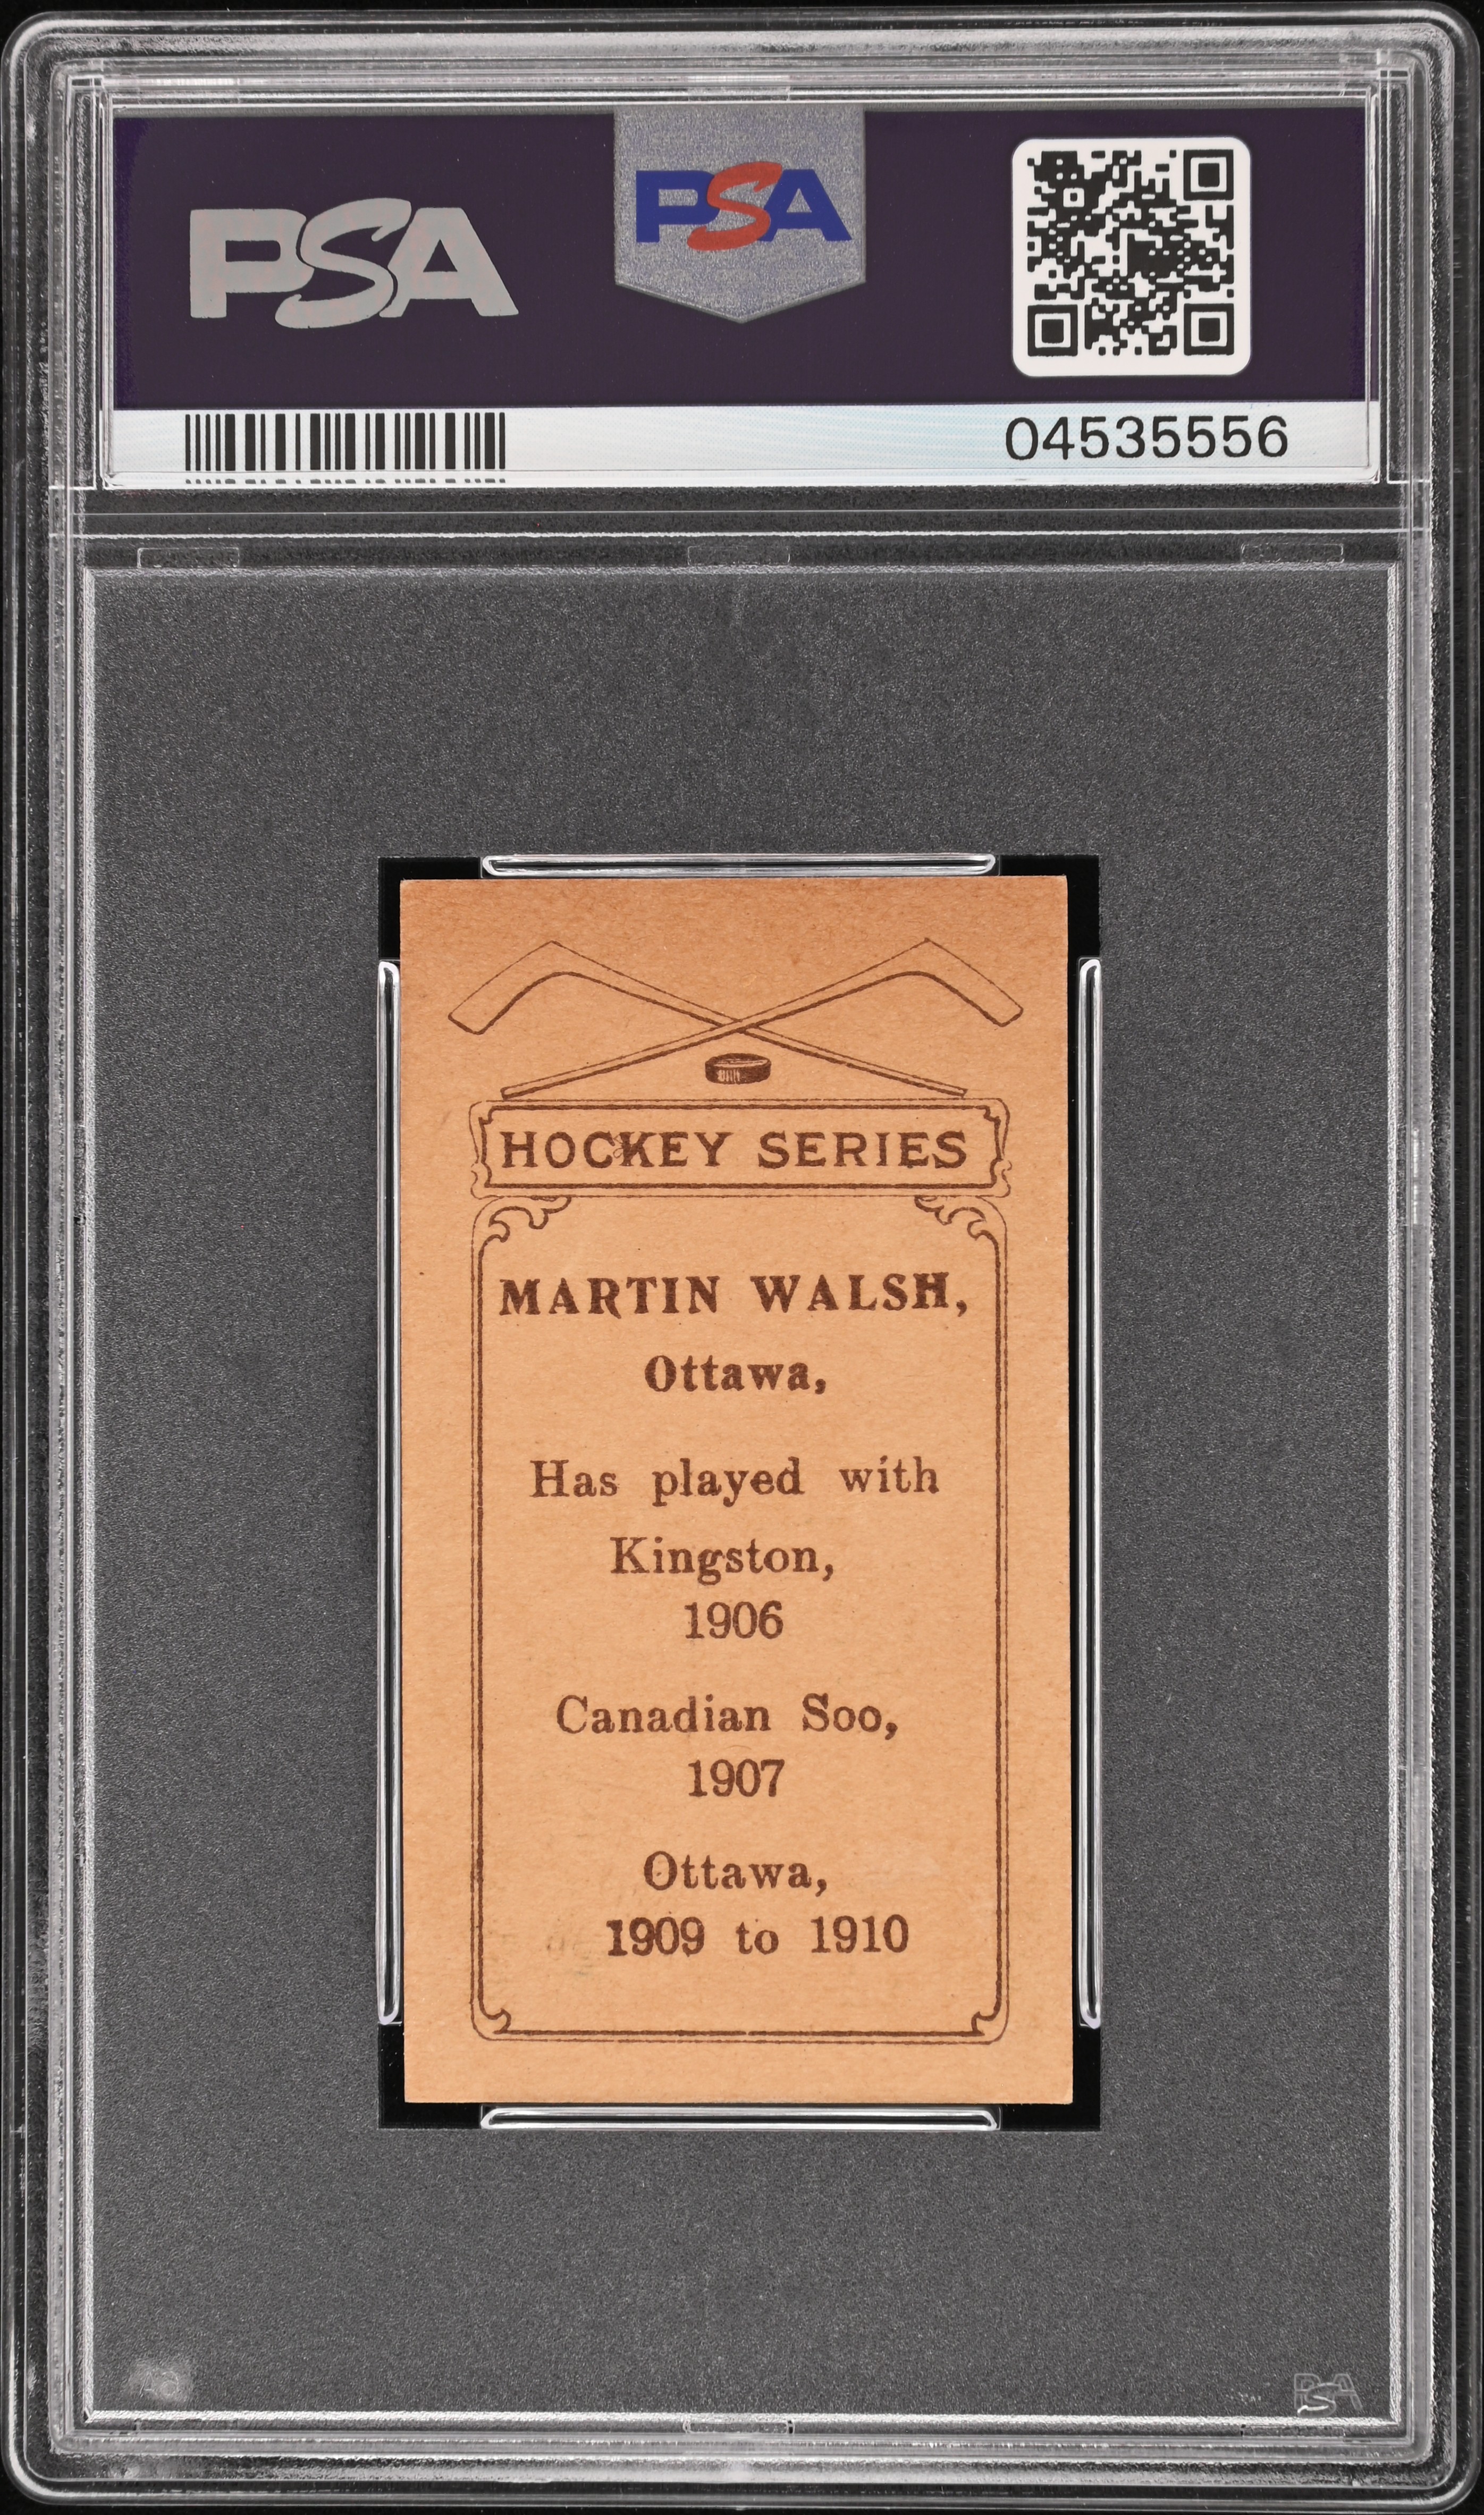 PSA
PSA
04535556
HOCKEY SERIES
MARTIN WALSH,
Ottawa,
Has played with
Kingston,
1906
Canadian Soo,
1907
Ottawa,
1909 to 1910
PSA